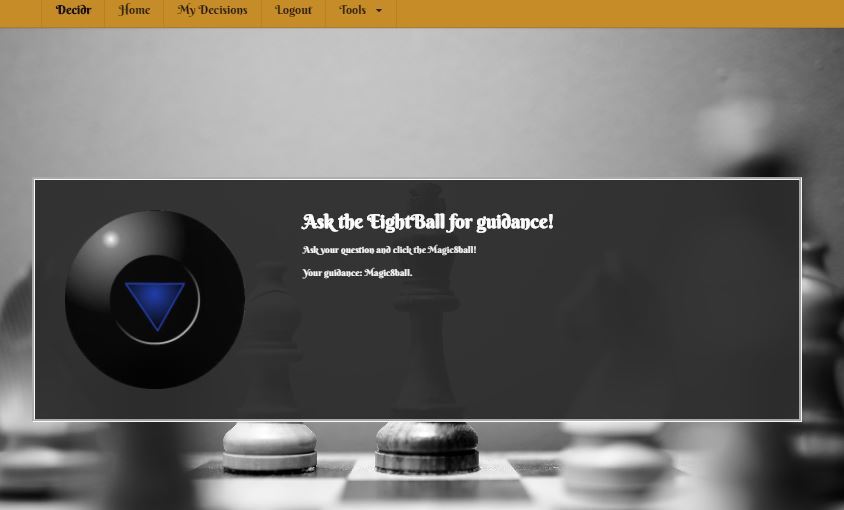 Decidr Home My Decisions Logout Tools
Ask the EightBall for guidance!
Ask your question and click the Magic8ball!
Your guidance: Magic8ball.